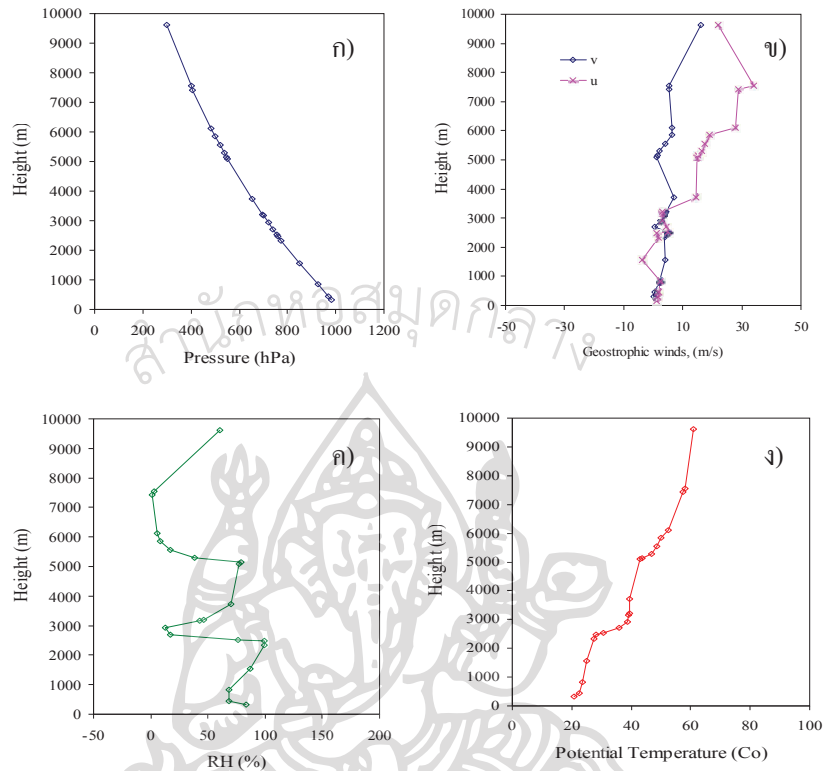 ก)
10000
9000
8000
7000
6000
5000
4000
3000
2000
1000
0
Height (m)
0 200 400 600 800 1000 1200
Pressure (hPa)
ข)
v
u
10000
9000
8000
7000
6000
5000
4000
3000
2000
1000
0
Height (m)
-50 -30 -10 10 30 50
Geostrophic winds, (m/s)
สำนักหอสมุดกลาง
ค)
10000
9000
8000
7000
6000
5000
4000
3000
2000
1000
0
Height (m)
-50 0 50 100 150 200
RH (%)
ง)
10000
9000
8000
7000
6000
5000
4000
3000
2000
1000
0
Height (m)
0 20 40 60 80 100
Potential Temperature (Co)